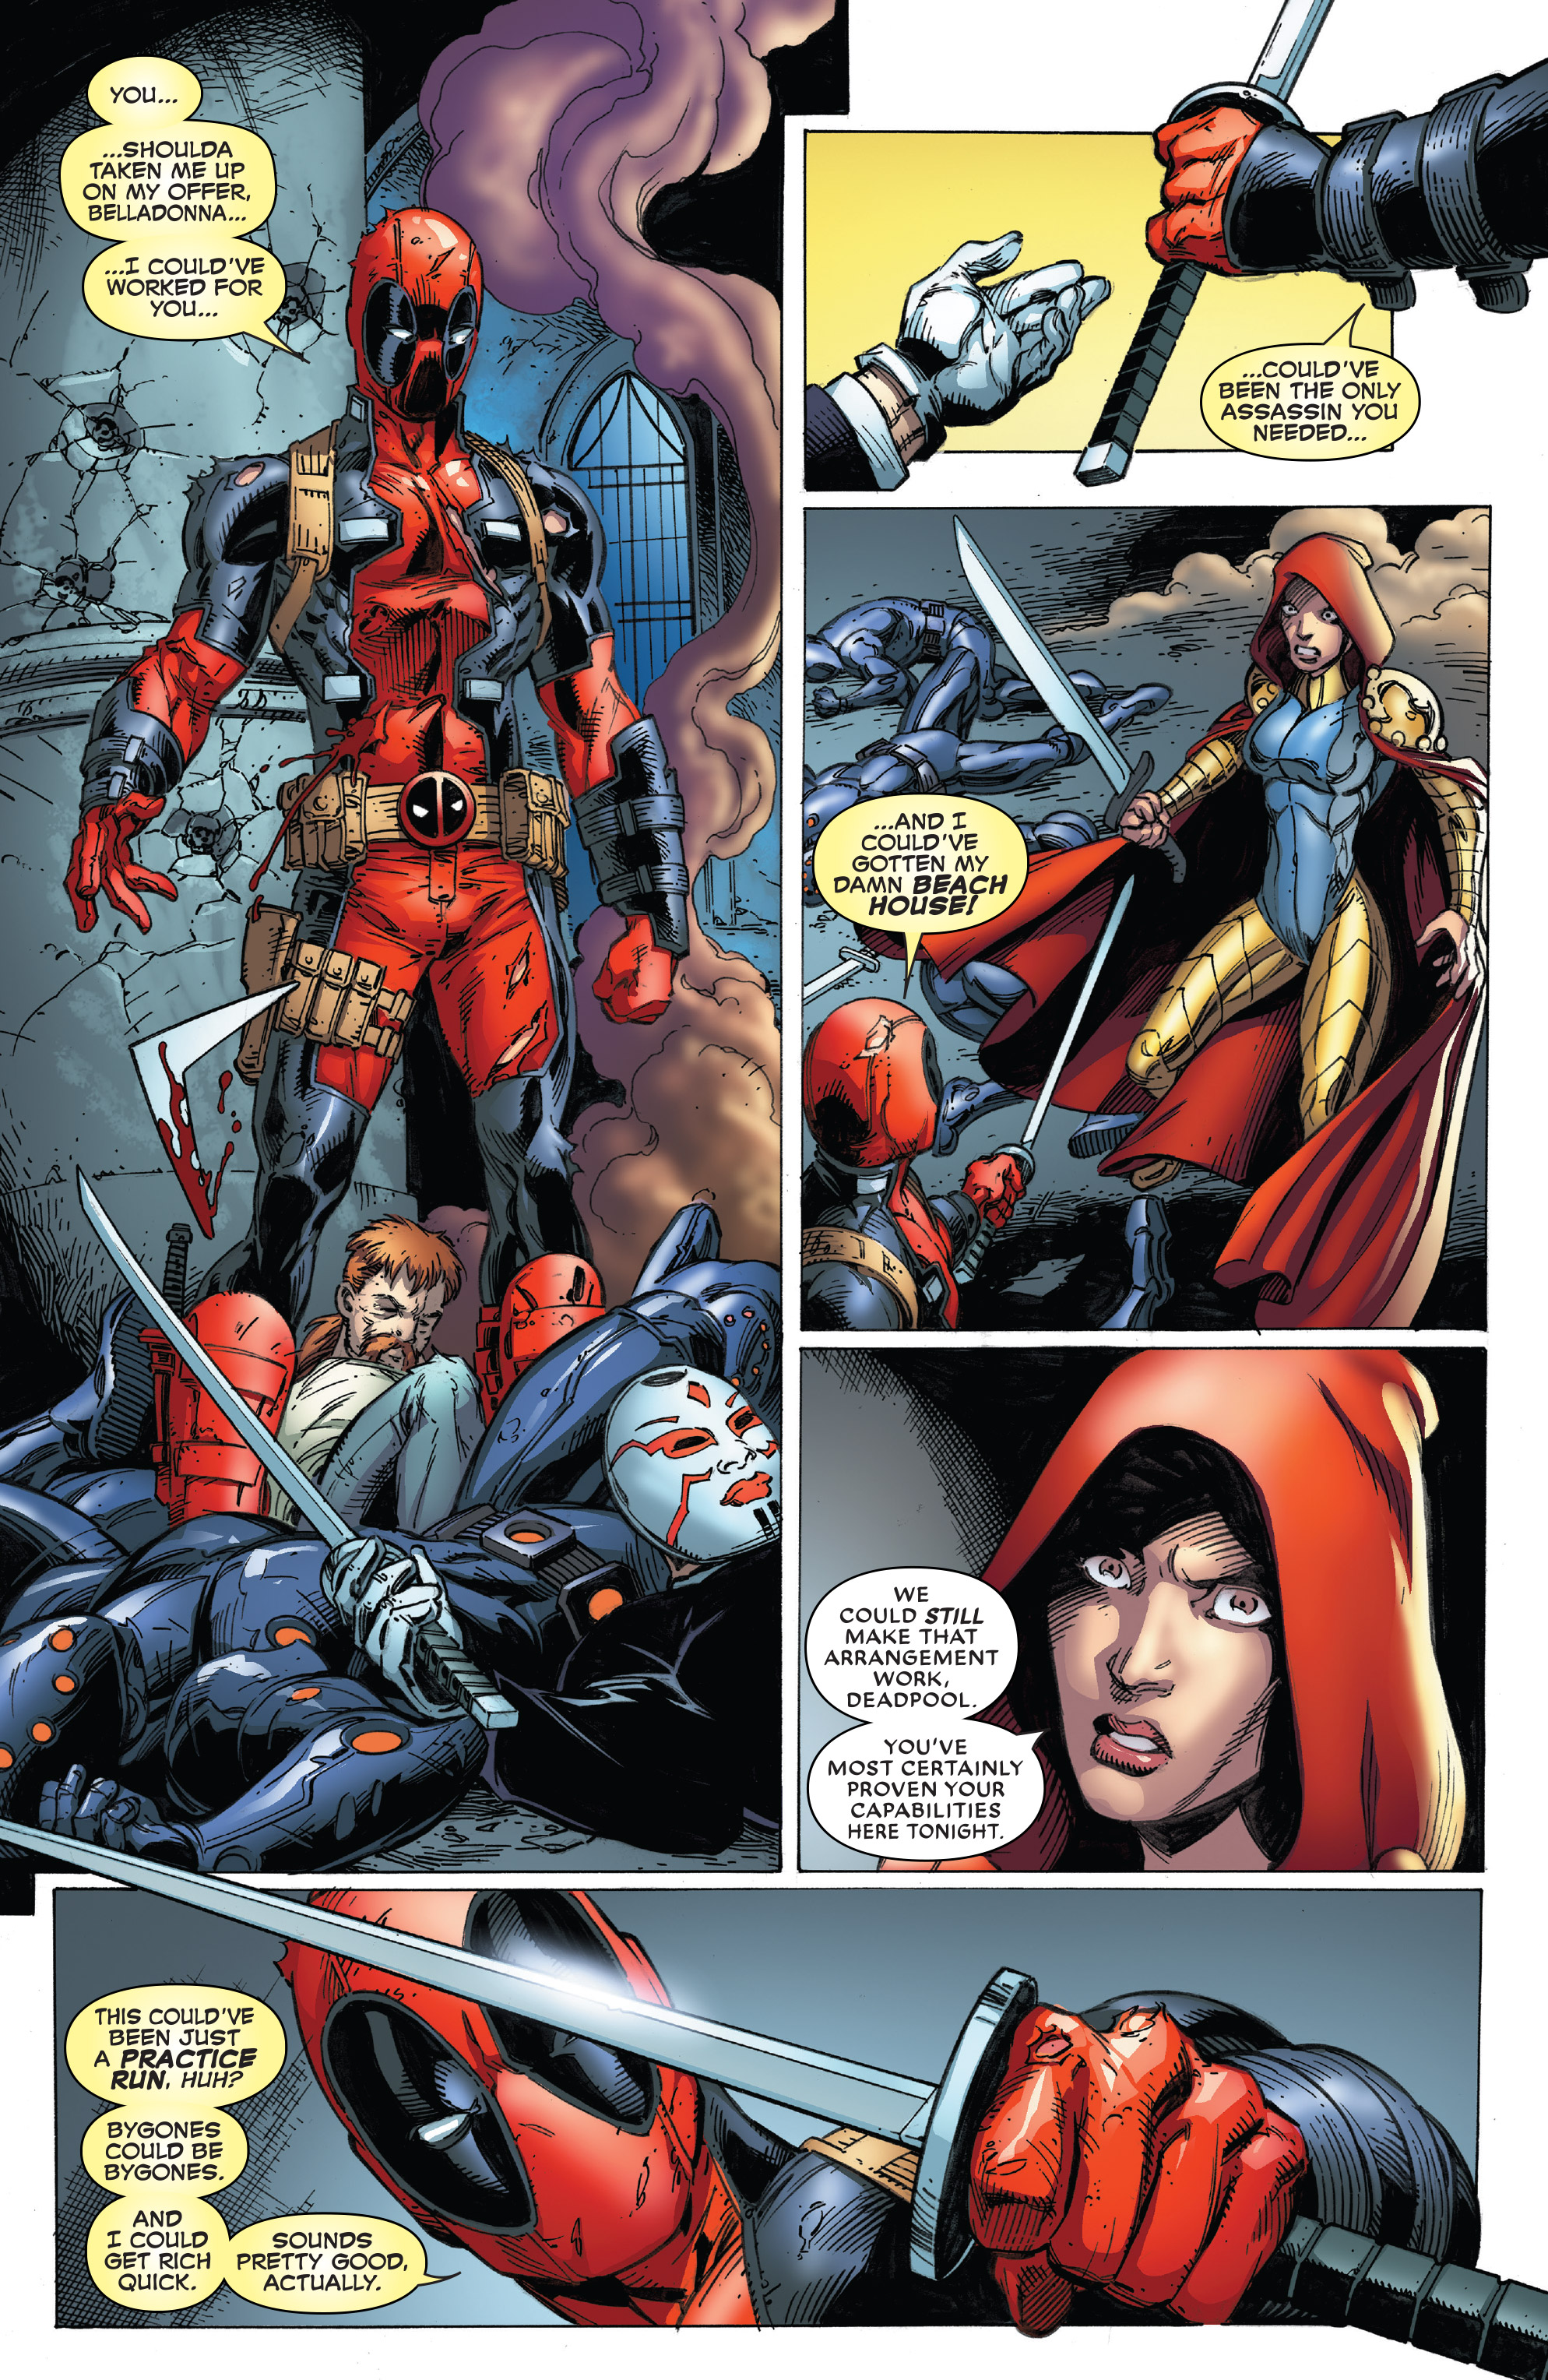 YOU...
...SHOULDA
TAKEN ME UP
ON MY OFFER,
BELLADONNA...
...I COULD'VE
WORKED FOR
YOU...
...COULD'VE
BEEN THE ONLY
ASSASSIN YOU
NEEDED...
...AND I
COULD'VE
GOTTEN MY
DAMN BEACH
HOUSE!
WE
COULD STILL
MAKE THAT
ARRANGEMENT
WORK,
DEADPOOL.
YOU'VE
MOST CERTAINLY
PROVEN YOUR
CAPABILITIES
HERE TONIGHT.
THIS COULD'VE
BEEN JUST
A PRACTICE
RUN, HUH?
BYGONES
COULD BE
BYGONES.
AND
I COULD
GET RICH
QUICK.
SOUNDS
PRETTY GOOD,
ACTUALLY.